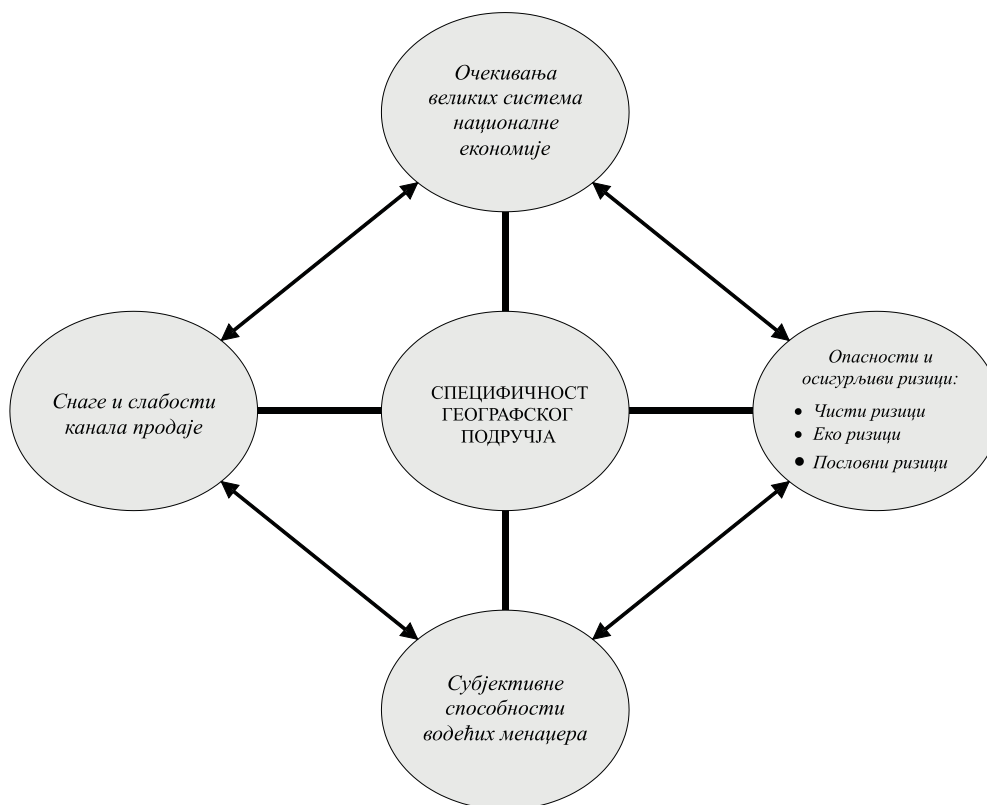 Очекивања
великих система
националне
економије
Снаге и слабости
канала продаје
СПЕЦИФИЧНОСТ
ГЕОГРАФСКОГ
ПОДРУЧЈА
Опасности и
осигурљиви ризици:
• Чисти ризици
• Еко ризици
• Пословни ризици
Субјективне
способности
водећих менаџера